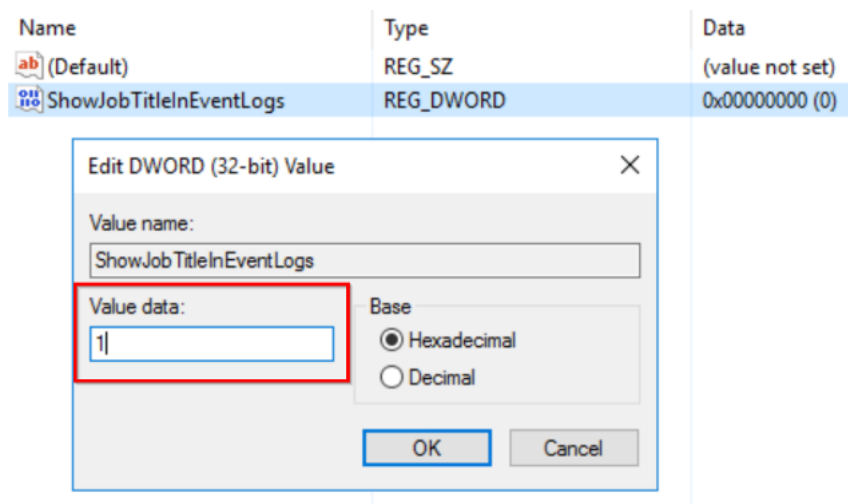 Name Type Data
(Default) REG_SZ (value not set)
ShowJobTitleInEventLogs REG_DWORD 0x00000000 (0)
Edit DWORD (32-bit) Value
Value name:
ShowJobTitleInEventLogs
Value data: Base
1 Hexadecimal
Decimal
OK Cancel